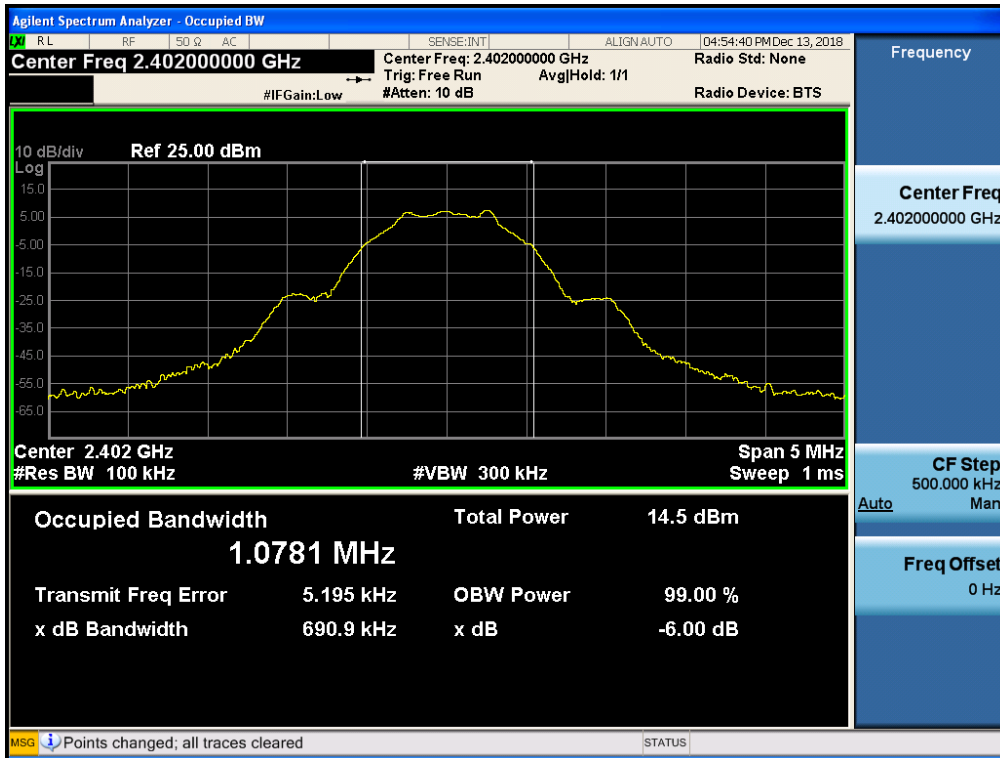 Agilent Spectrum Analyzer - Occupied BW
LXI RL RF 50 Ω AC SENSE:INT ALIGN AUTO 04:54:40 PM Dec 13, 2018
Center Freq 2.402000000 GHz
Center Freq: 2.402000000 GHz
Radio Std: None
Trig: Free Run Avg|Hold: 1/1
#IFGain:Low
#Atten: 10 dB
Radio Device: BTS
10 dB/div Ref 25.00 dBm
Log
15.0
5.00
-5.00
-15.0
-25.0
-35.0
-45.0
-55.0
-65.0
Center 2.402 GHz Span 5 MHz
#Res BW 100 kHz #VBW 300 kHz Sweep 1 ms
Occupied Bandwidth Total Power 14.5 dBm
1.0781 MHz
Transmit Freq Error 5.195 kHz OBW Power 99.00 %
x dB Bandwidth 690.9 kHz x dB -6.00 dB
MSG Points changed; all traces cleared STATUS
Frequency
Center Freq
2.402000000 GHz
CF Step
500.000 kHz
Auto Man
Freq Offset
0 Hz